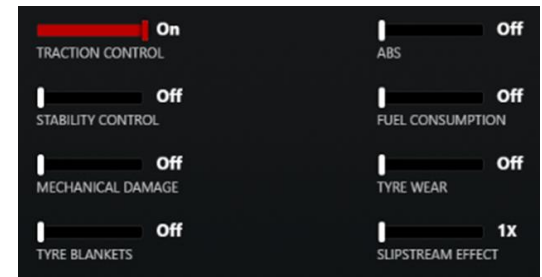 On
TRACTION CONTROL
Off
ABS
Off
STABILITY CONTROL
Off
FUEL CONSUMPTION
Off
MECHANICAL DAMAGE
Off
TYRE WEAR
Off
TYRE BLANKETS
1X
SLIPSTREAM EFFECT